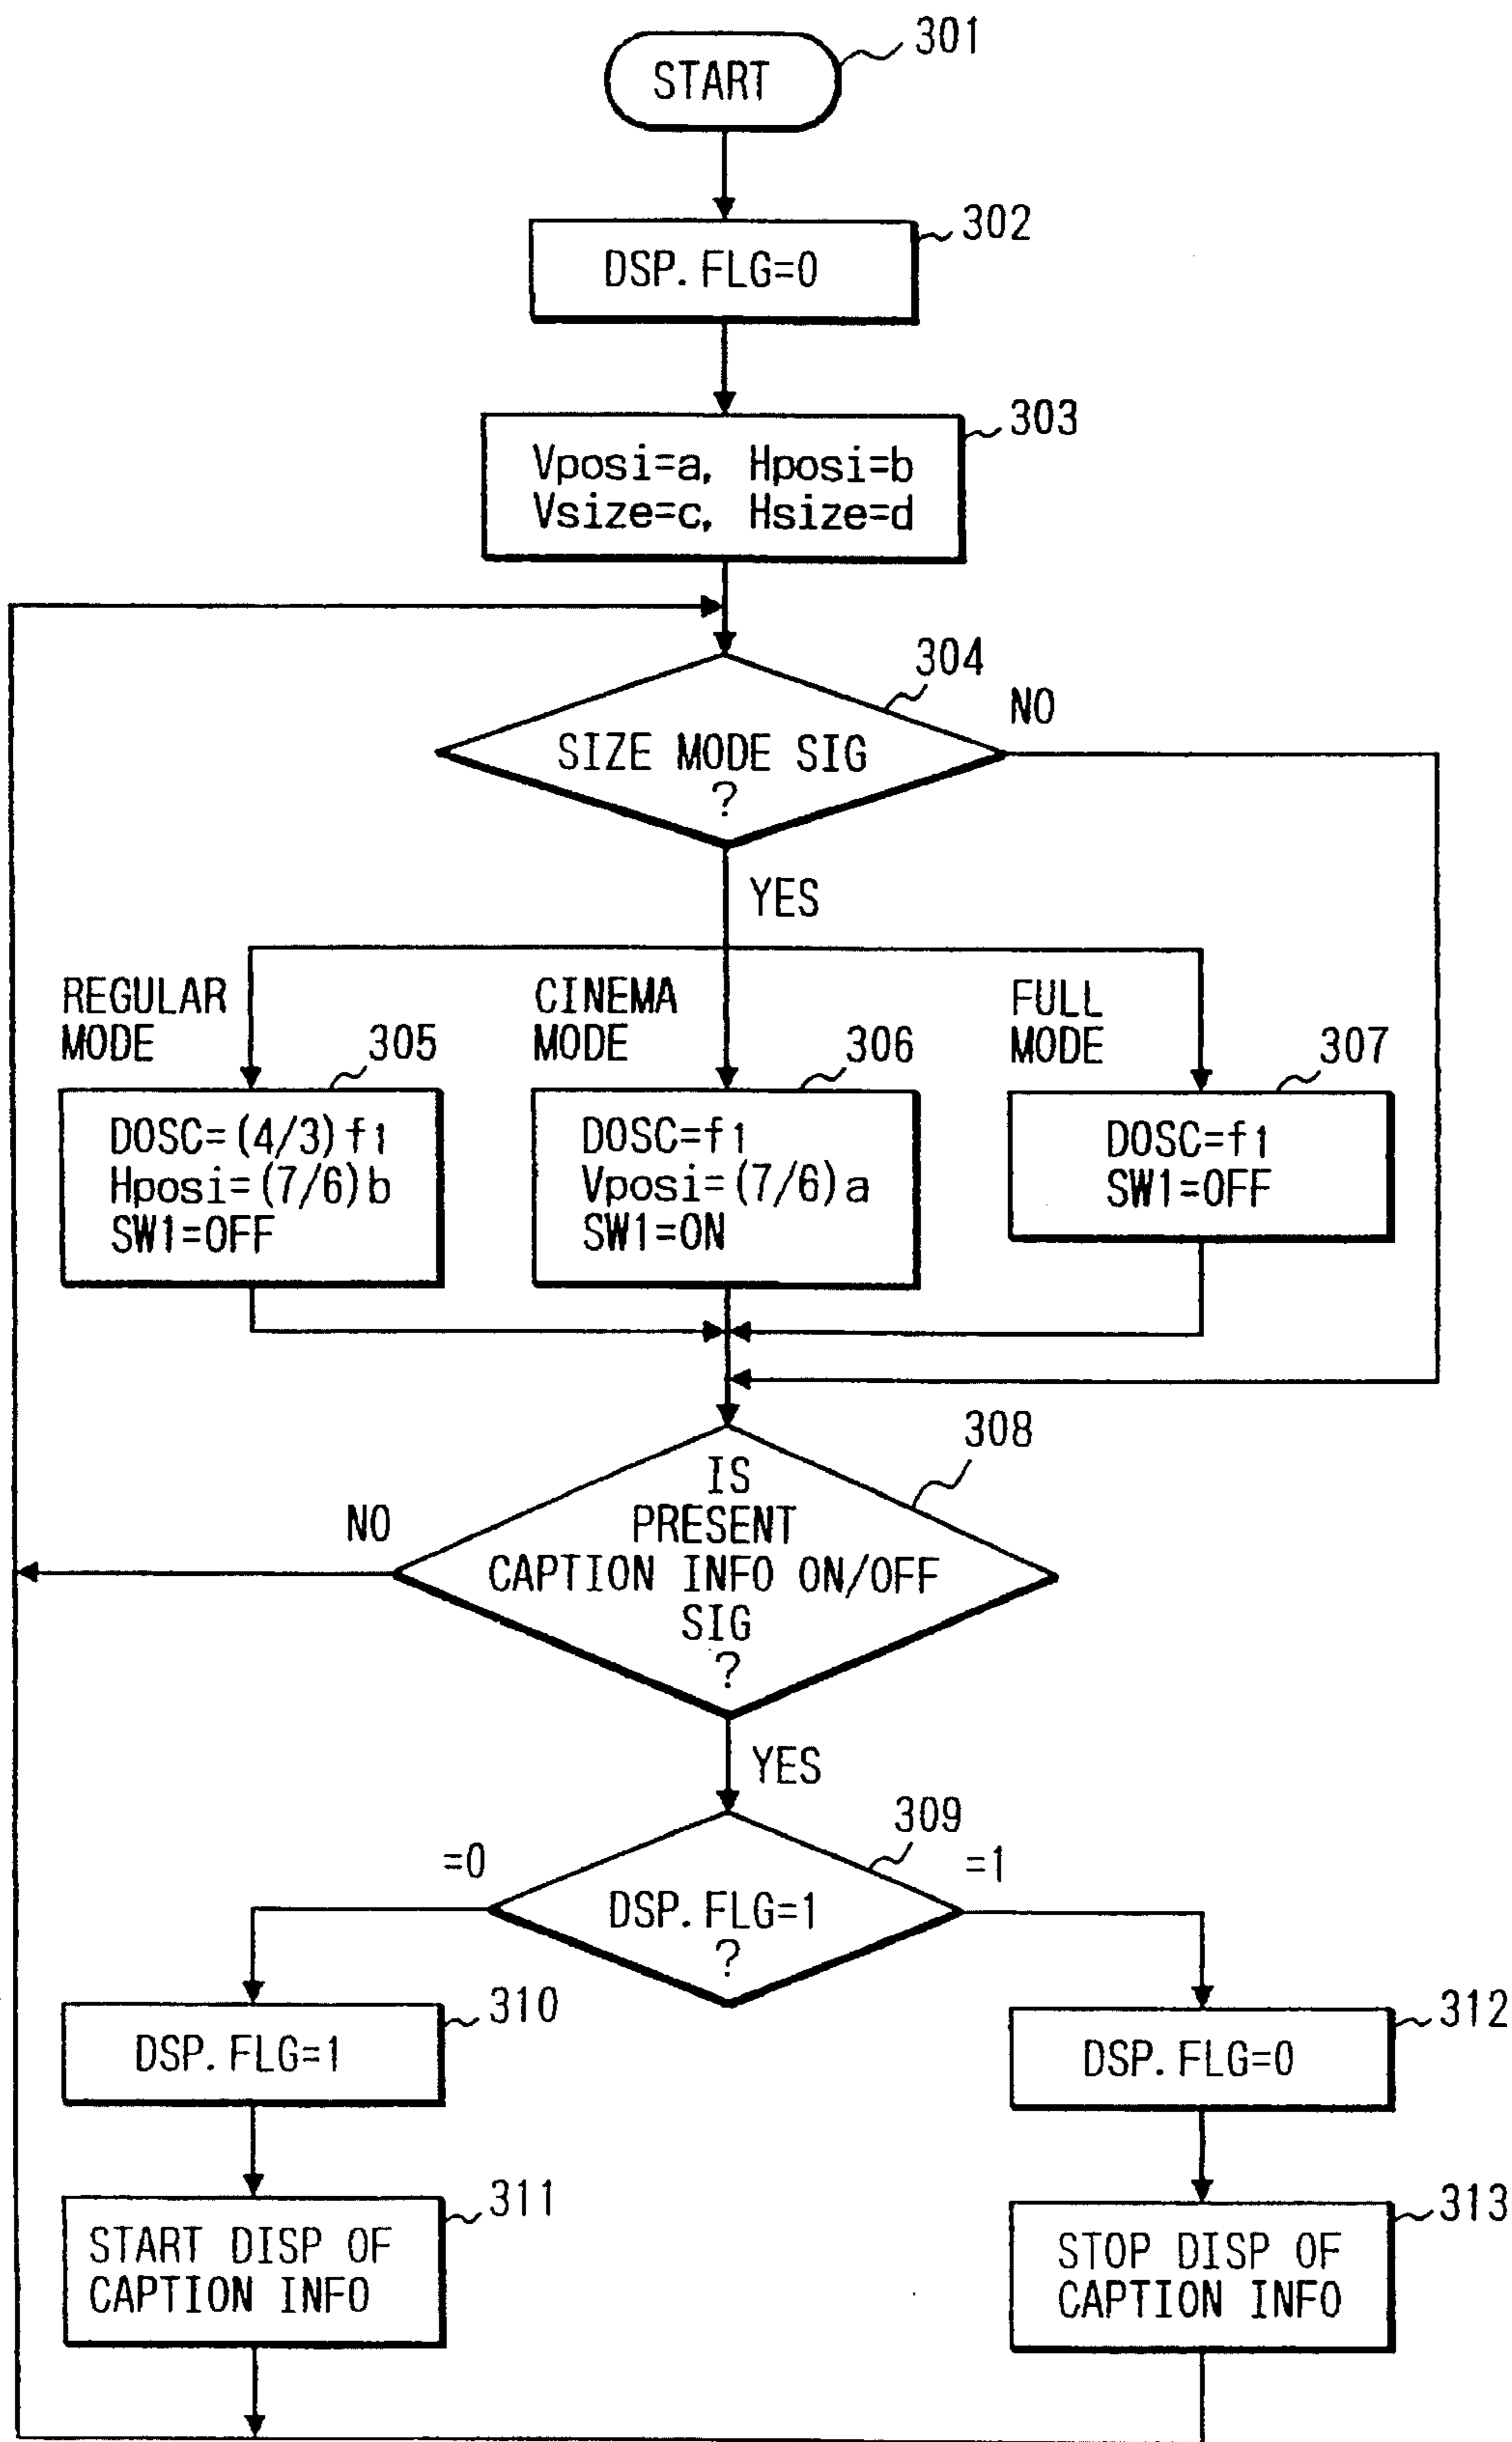 301
START
302
DSP.FLG=0
303
Vposi=a, Hposi=b
Vsize=c, Hsize=d
304
NO
SIZE MODE SIG
?
YES
REGULAR
MODE
305
CINEMA
MODE
306
FULL
MODE
307
DOSC=(4/3)f1
Hposi=(7/6)b
SW1=OFF
DOSC=f1
Vposi=(7/6)a
SW1=ON
DOSC=f1
SW1=OFF
308
NO
IS
PRESENT
CAPTION INFO ON/OFF
SIG
?
YES
309
=0
=1
DSP.FLG=1
?
310
DSP.FLG=1
312
DSP.FLG=0
311
START DISP OF
CAPTION INFO
313
STOP DISP OF
CAPTION INFO